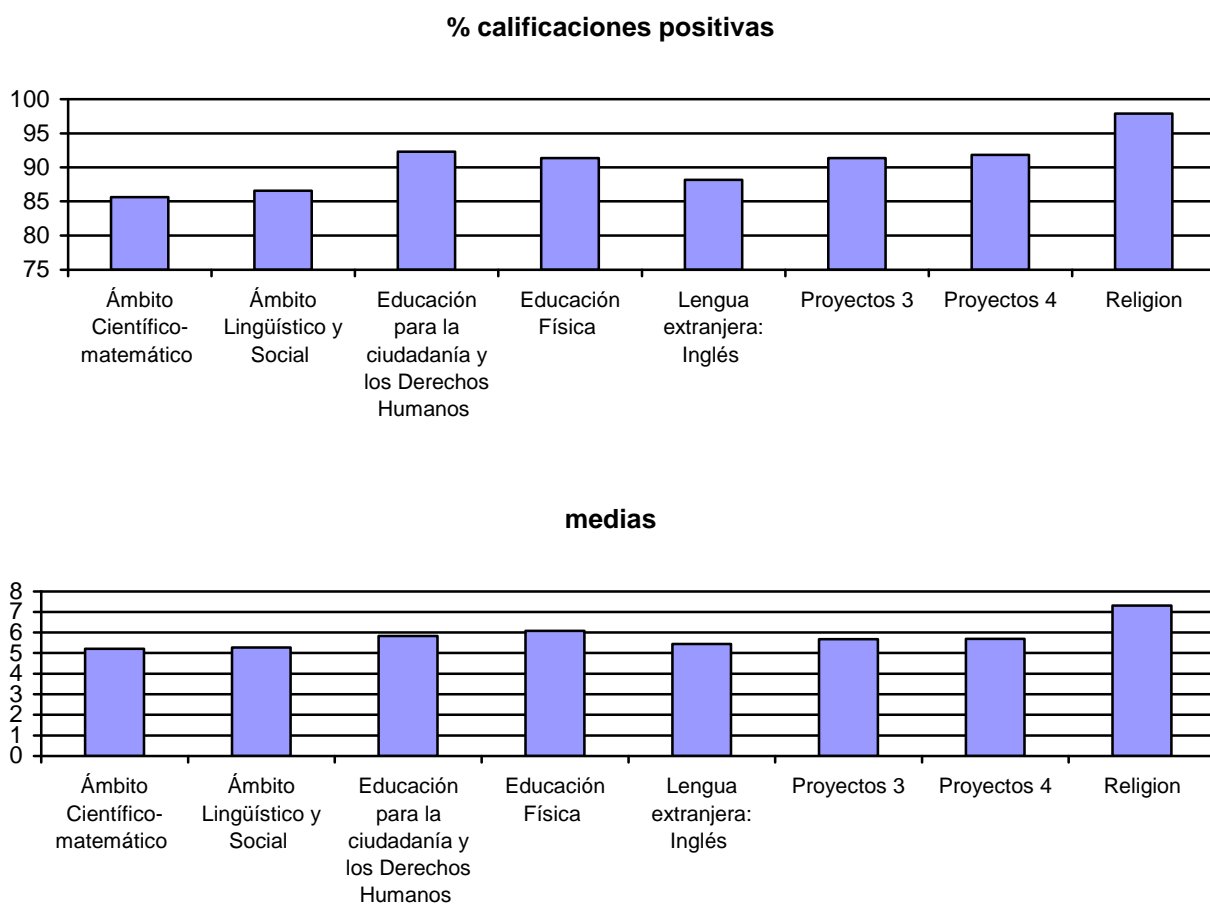 % calificaciones positivas
100
95
90
85
80
75
Ámbito
Científico-
matemático
Ámbito
Lingüístico y
Social
Educación
para la
ciudadanía y
los Derechos
Humanos
Educación
Física
Lengua
extranjera:
Inglés
Proyectos 3
Proyectos 4
Religion
medias
8
7
6
5
4
3
2
1
0
Ámbito
Científico-
matemático
Ámbito
Lingüístico y
Social
Educación
para la
ciudadanía y
los Derechos
Humanos
Educación
Física
Lengua
extranjera:
Inglés
Proyectos 3
Proyectos 4
Religion